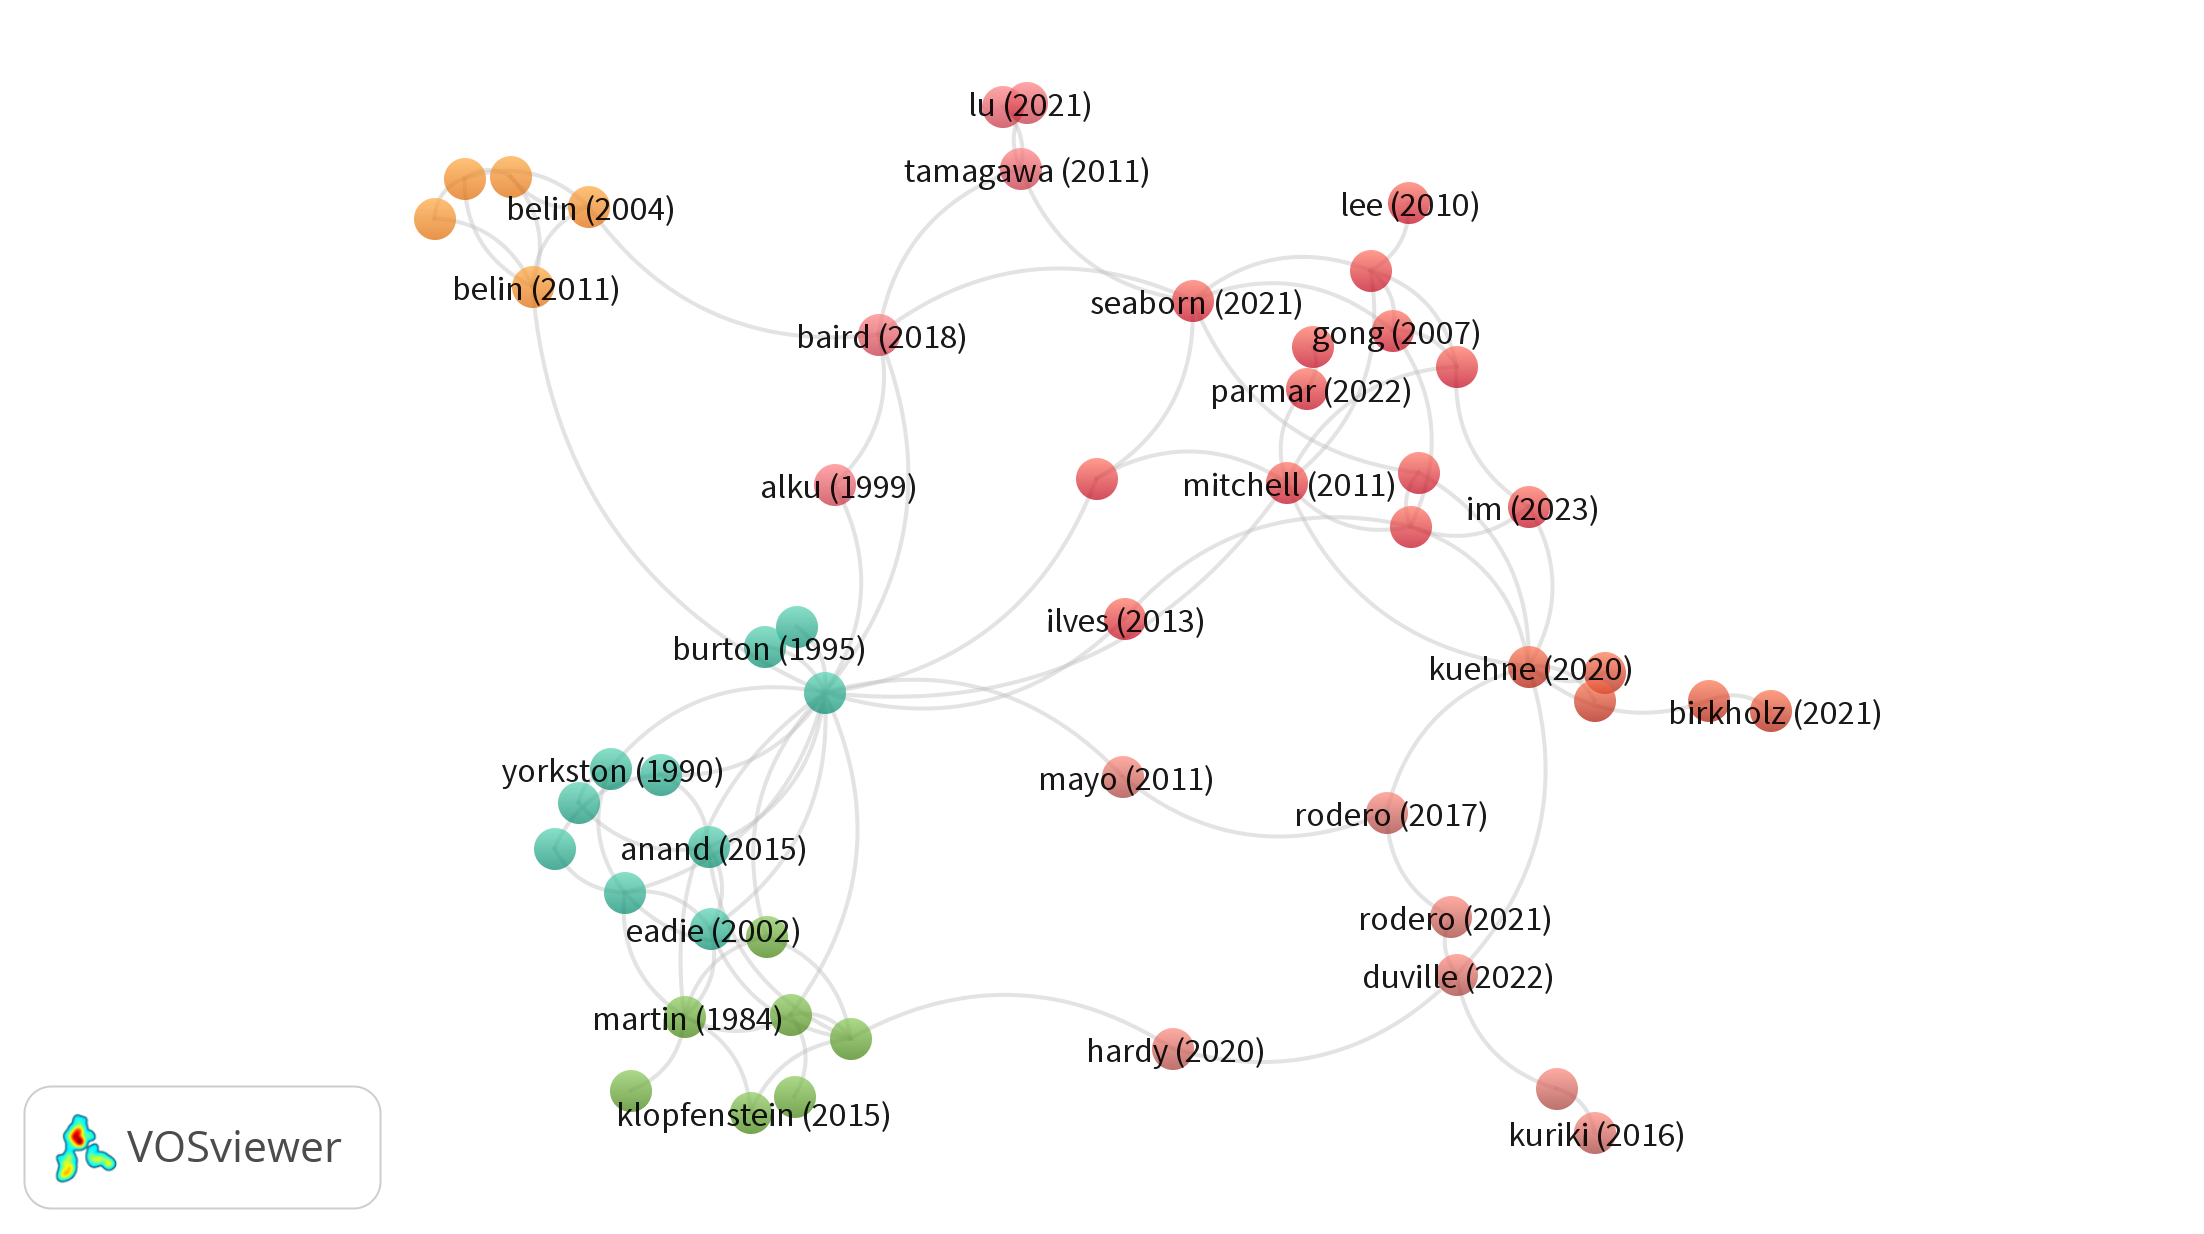 lu (2021)
tamagawa (2011)
lee (2010)
belin (2004)
belin (2011)
seaborn (2021)
baird (2018)
gong (2007)
parmar (2022)
alku (1999)
mitchell (2011)
im (2023)
ilves (2013)
burton (1995)
kuehne (2020)
birkholz (2021)
yorkston (1990)
mayo (2011)
rodero (2017)
anand (2015)
rodero (2021)
eadie (2002)
duville (2022)
martin (1984)
hardy (2020)
klopfenstein (2015)
kuriki (2016)
VOSviewer